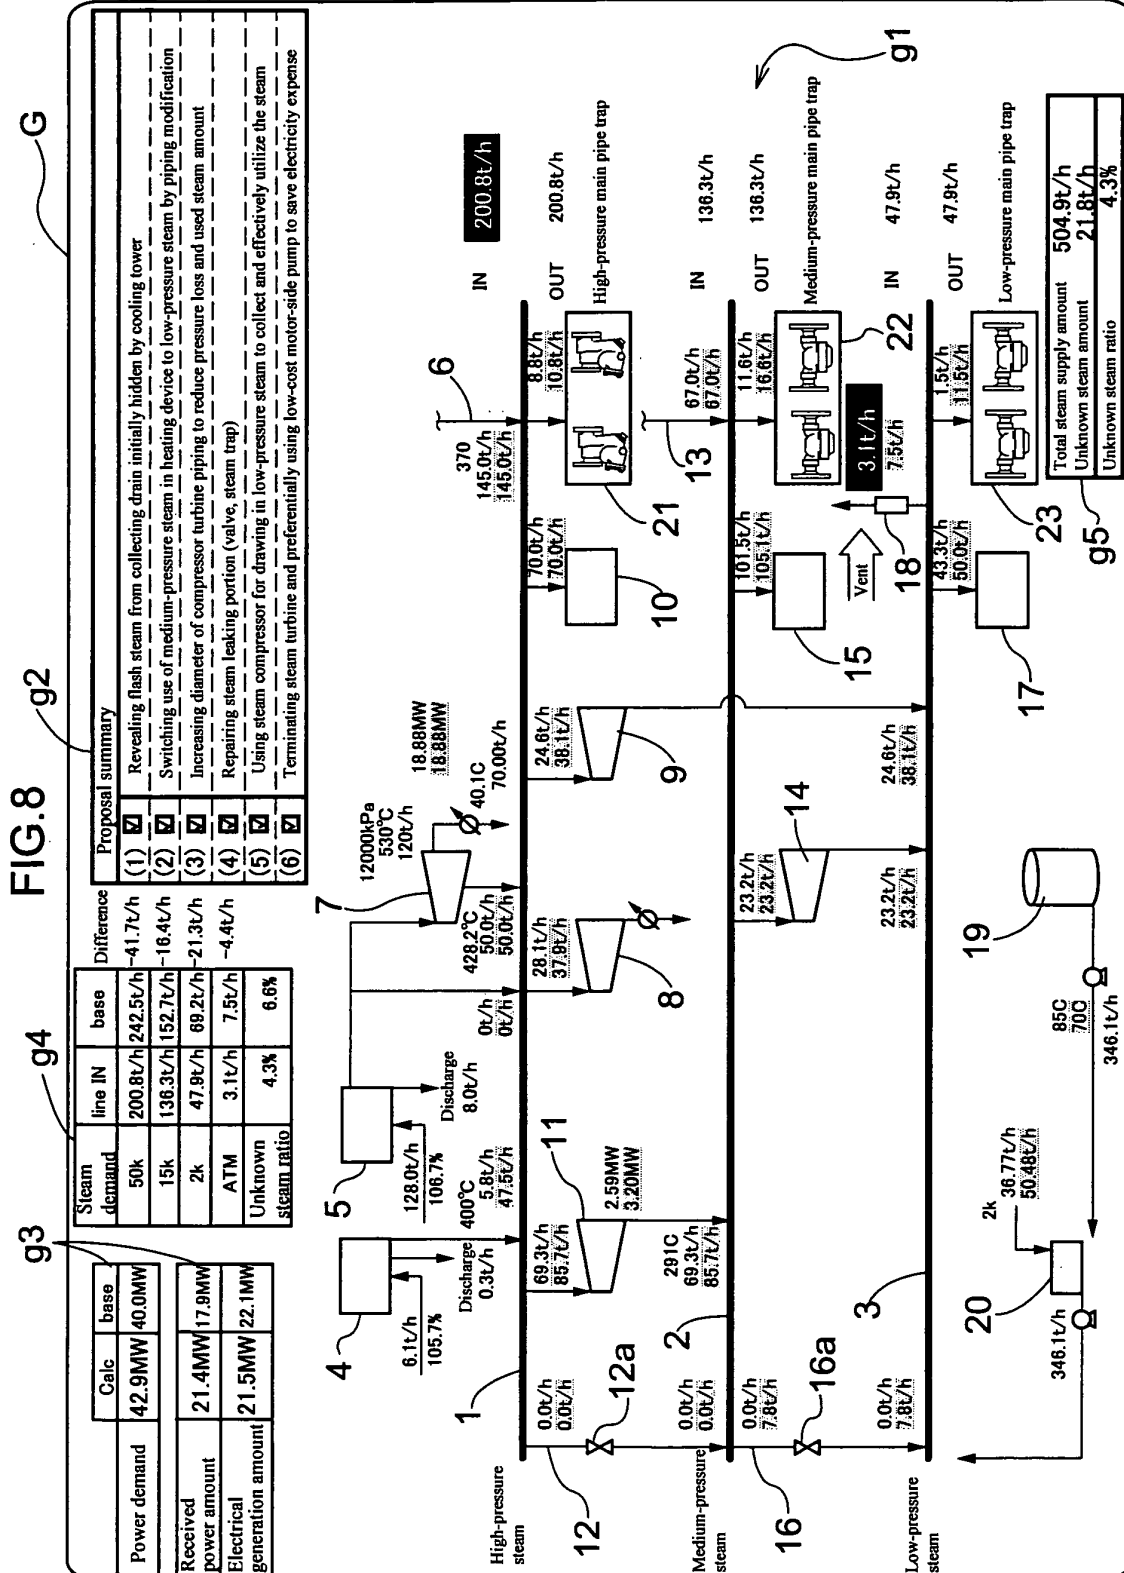 FIG.8
G
g2
g3
g4
Calc base
Power demand 42.9MW 40.0MW
Received
power amount 21.4MW 17.9MW
Electrical
generation amount 21.5MW 22.1MW
Steam
demand line IN base Difference
50k 200.8t/h 242.5t/h -41.7t/h
15k 136.3t/h 152.7t/h -16.4t/h
2k 47.9t/h 69.2t/h -21.3t/h
ATM 3.1t/h 7.5t/h -4.4t/h
Unknown
steam ratio 4.3% 6.6%
Proposal summary
(1) Revealing flash steam from collecting drain initially hidden by cooling tower
(2) Switching use of medium-pressure steam in heating device to low-pressure steam by piping modification
(3) Increasing diameter of compressor turbine piping to reduce pressure loss and used steam amount
(4) Repairing steam leaking portion (valve, steam trap)
(5) Using steam compressor for drawing in low-pressure steam to collect and effectively utilize the steam
(6) Terminating steam turbine and preferentially using low-cost motor-side pump to save electricity expense
4
6.1t/h
105.7%
Discharge
0.3t/h
400°C
5.8t/h
47.5t/h
5
128.0t/h
106.7%
Discharge
8.0t/h
0t/h
0t/h
7
12000kPa
530°C
120t/h
18.88MW
18.88MW
40.1C
70.00t/h
428.2°C
50.0t/h
50.0t/h
6
370
145.0t/h
145.0t/h
IN
200.8t/h
High-pressure
steam
1
OUT
200.8t/h
0.0t/h
0.0t/h
12
12a
0.0t/h
0.0t/h
69.3t/h
85.7t/h
11
2.59MW
3.20MW
291C
69.3t/h
85.7t/h
28.1t/h
37.9t/h
8
24.6t/h
38.1t/h
9
70.0t/h
70.0t/h
10
8.8t/h
10.8t/h
21
High-pressure main pipe trap
13
67.0t/h
67.0t/h
IN
136.3t/h
g1
Medium-pressure
steam
2
OUT
136.3t/h
0.0t/h
7.8t/h
16
16a
0.0t/h
7.8t/h
23.2t/h
23.2t/h
14
23.2t/h
23.2t/h
24.6t/h
38.1t/h
101.5t/h
105.1t/h
15
11.6t/h
16.6t/h
22
Medium-pressure main pipe trap
Vent
18
3.1t/h
7.5t/h
IN
47.9t/h
Low-pressure
steam
3
OUT
47.9t/h
43.3t/h
50.0t/h
17
1.5t/h
11.5t/h
23
Low-pressure main pipe trap
346.1t/h
20
2k
36.77t/h
50.48t/h
85C
70C
346.1t/h
19
g5
Total steam supply amount 504.9t/h
Unknown steam amount 21.8t/h
Unknown steam ratio 4.3%